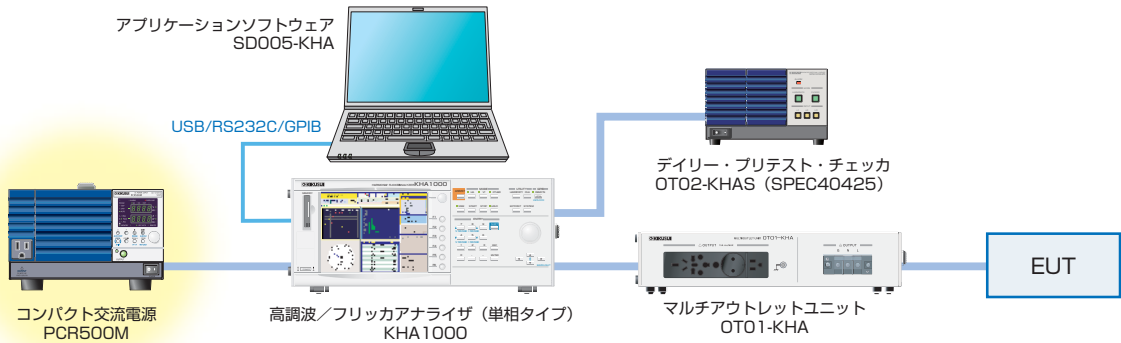 アプリケーションソフトウェア
SD005-KHA
USB/RS232C/GPIB
デイリー・プリテスト・チェッカ
OT02-KHAS（SPEC40425）
KIKUSUI
KHA1000
OT01-KHA
EUT
コンパクト交流電源
PCR500M
高調波／フリッカアナライザ（単相タイプ）
KHA1000
マルチアウトレットユニット
OT01-KHA